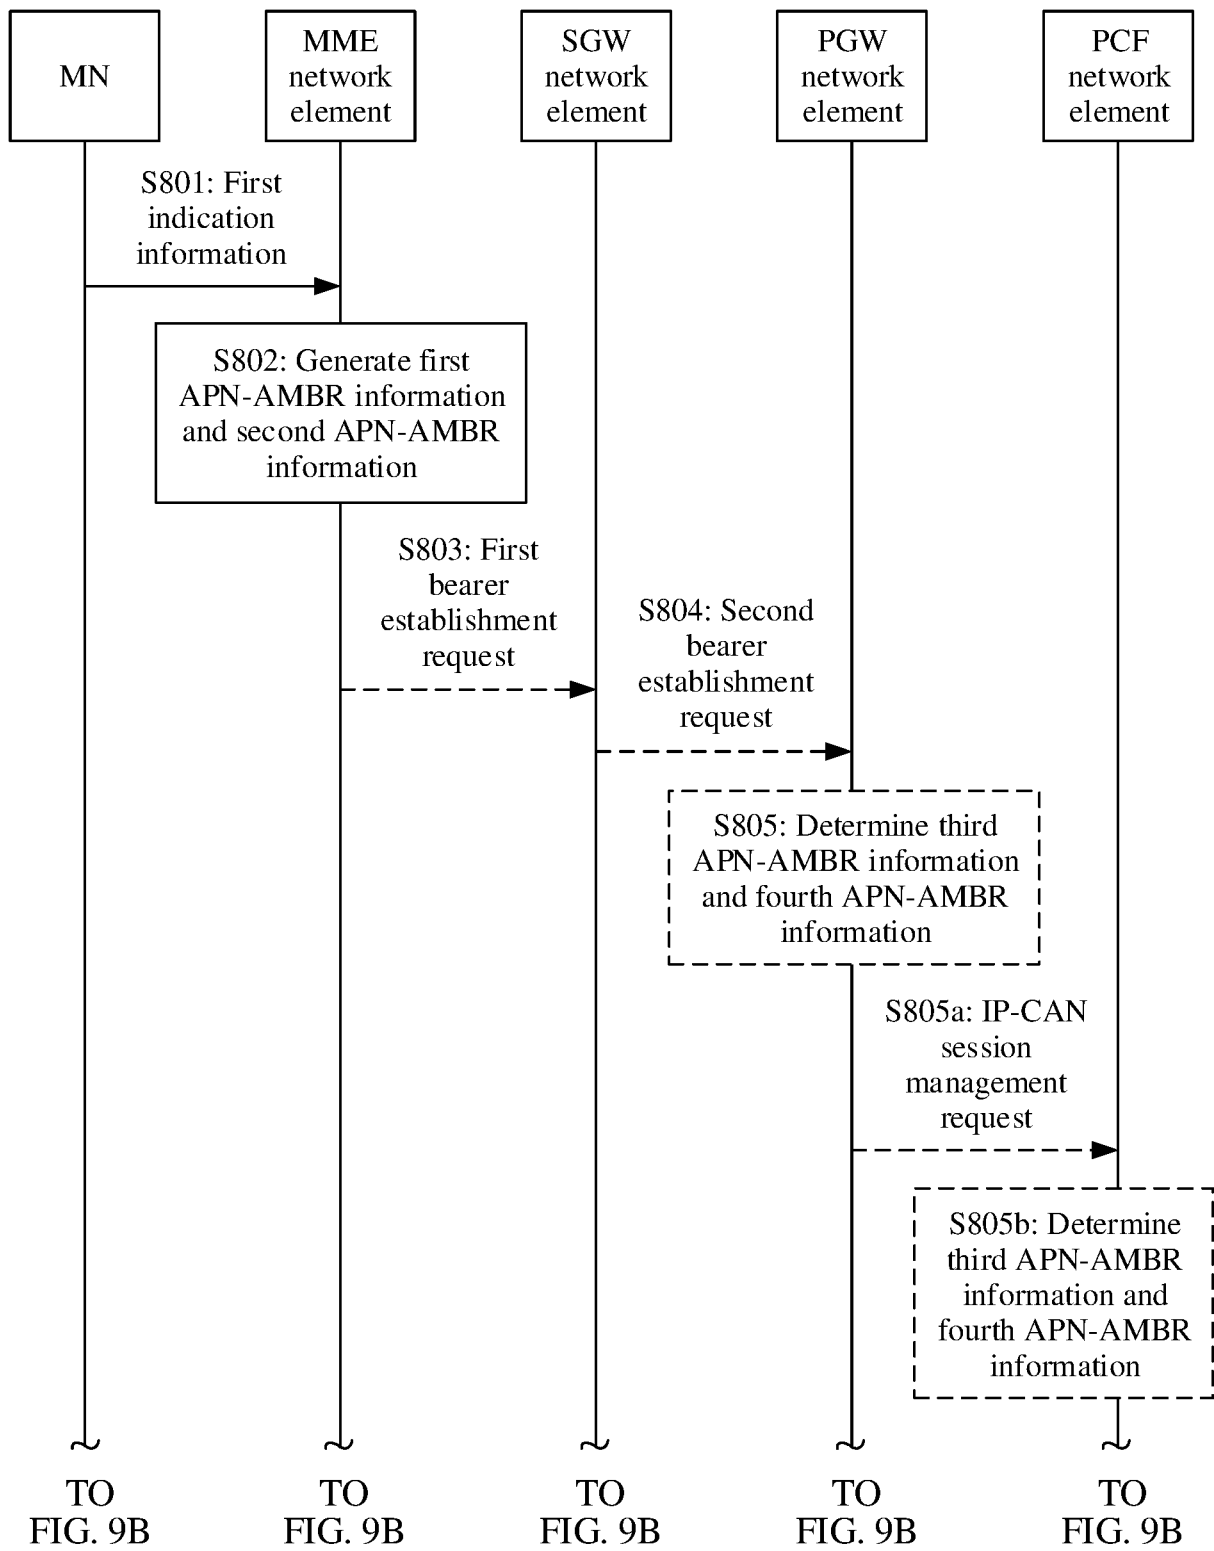 MN
MME
network
element
SGW
network
element
PGW
network
element
PCF
network
element
S801: First
indication
information
S802: Generate first
APN-AMBR information
and second APN-AMBR
information
S803: First
bearer
establishment
request
S804: Second
bearer
establishment
request
S805: Determine third
APN-AMBR information
and fourth APN-AMBR
information
S805a: IP-CAN
session
management
request
S805b: Determine
third APN-AMBR
information and
fourth APN-AMBR
information
TO
FIG. 9B
TO
FIG. 9B
TO
FIG. 9B
TO
FIG. 9B
TO
FIG. 9B